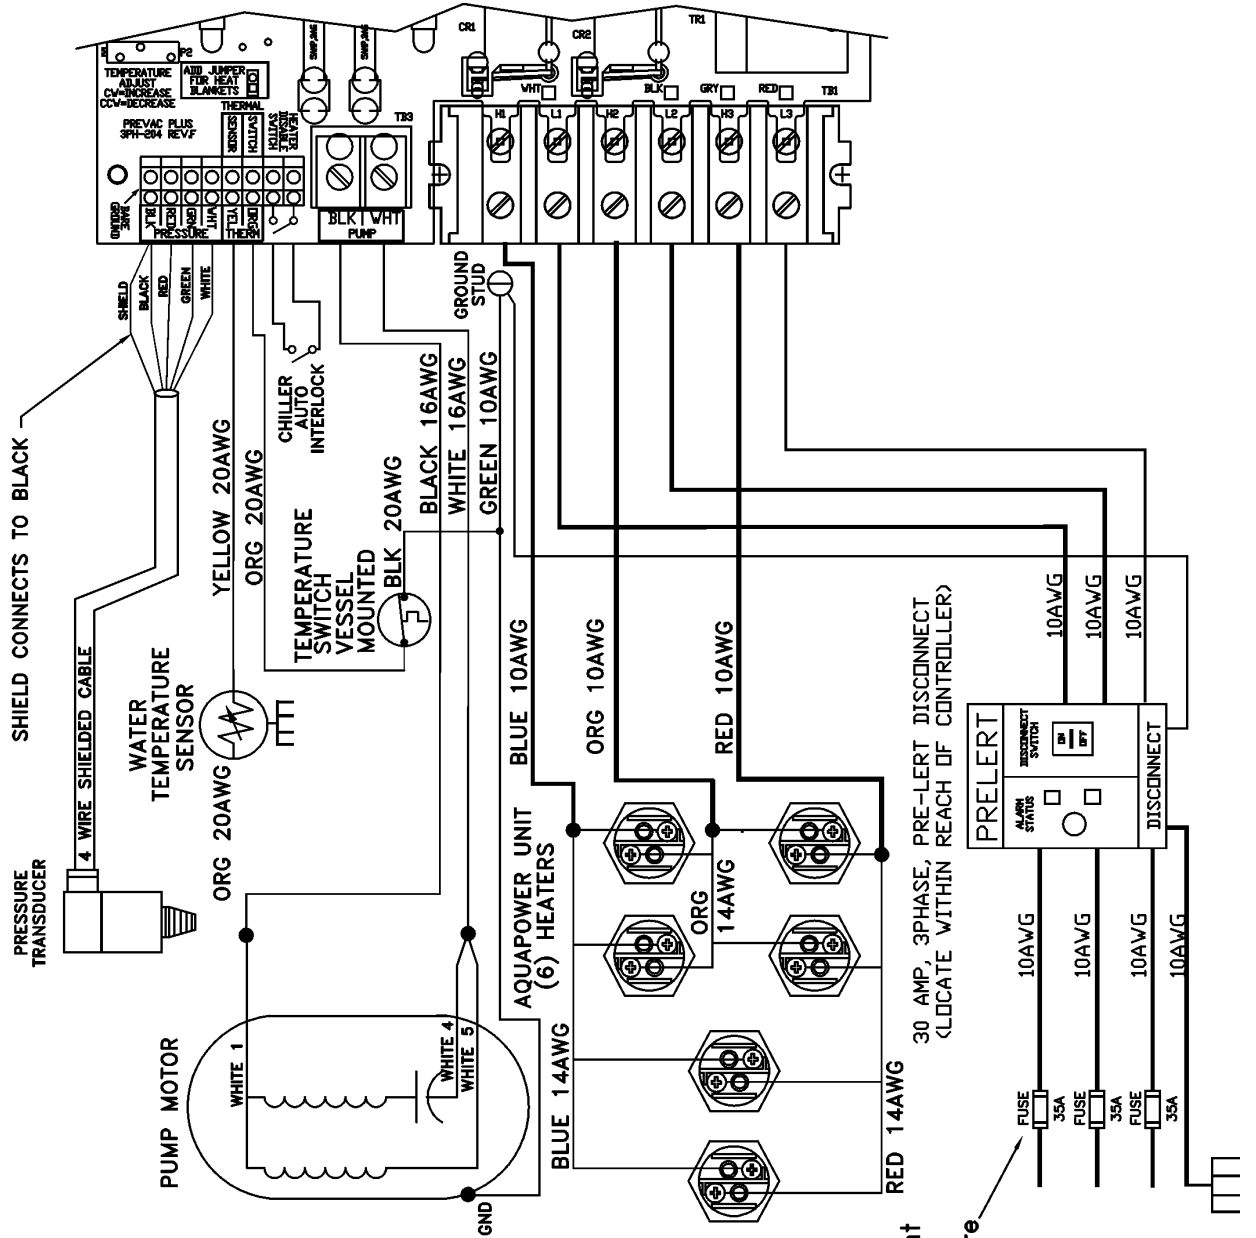 CR1
CR2
TR1
P2
TEMPERATURE
ADJUST
CW=INCREASE
CCW=DECREASE
ADD JUMPER
FOR HEAT
BLANKETS
THERMAL
SENSOR
SWITCH
HEATER
DISABLE
SWITCH
PREVAC PLUS
3PH-204 REV.F
TB3
WHT
BLK
GRY
RED
TB1
H1
L1
H2
L2
H3
L3
BARE
GROUND
BLK
RED
GRN
WHT
YEL
ORG
PRESSURE
THERM
BLK
WHT
PUMP
SHIELD
BLACK
RED
GREEN
WHITE
GROUND
STUD
CHILLER
AUTO
INTERLOCK
SHIELD CONNECTS TO BLACK
YELLOW 20AWG
ORG 20AWG
BLACK 16AWG
WHITE 16AWG
GREEN 10AWG
BLK 20AWG
TEMPERATURE
SWITCH
VESSEL
MOUNTED
4 WIRE SHIELDED CABLE
WATER
TEMPERATURE
SENSOR
ORG 20AWG
PRESSURE
TRANSDUCER
BLUE 10AWG
ORG 10AWG
RED 10AWG
AQUAPOWER UNIT
(6) HEATERS
ORG
14AWG
BLUE 14AWG
RED 14AWG
PUMP MOTOR
WHITE 1
WHITE 4
WHITE 5
GND
10AWG
10AWG
10AWG
30 AMP, 3PHASE, PRE-LERT DISCONNECT
(LOCATE WITHIN REACH OF CONTROLLER)
PRELERT
DISCONNECT
SWITCH
ON
OFF
ALARM
STATUS
DISCONNECT
10AWG
10AWG
10AWG
10AWG
FUSE
35A
FUSE
35A
FUSE
35A